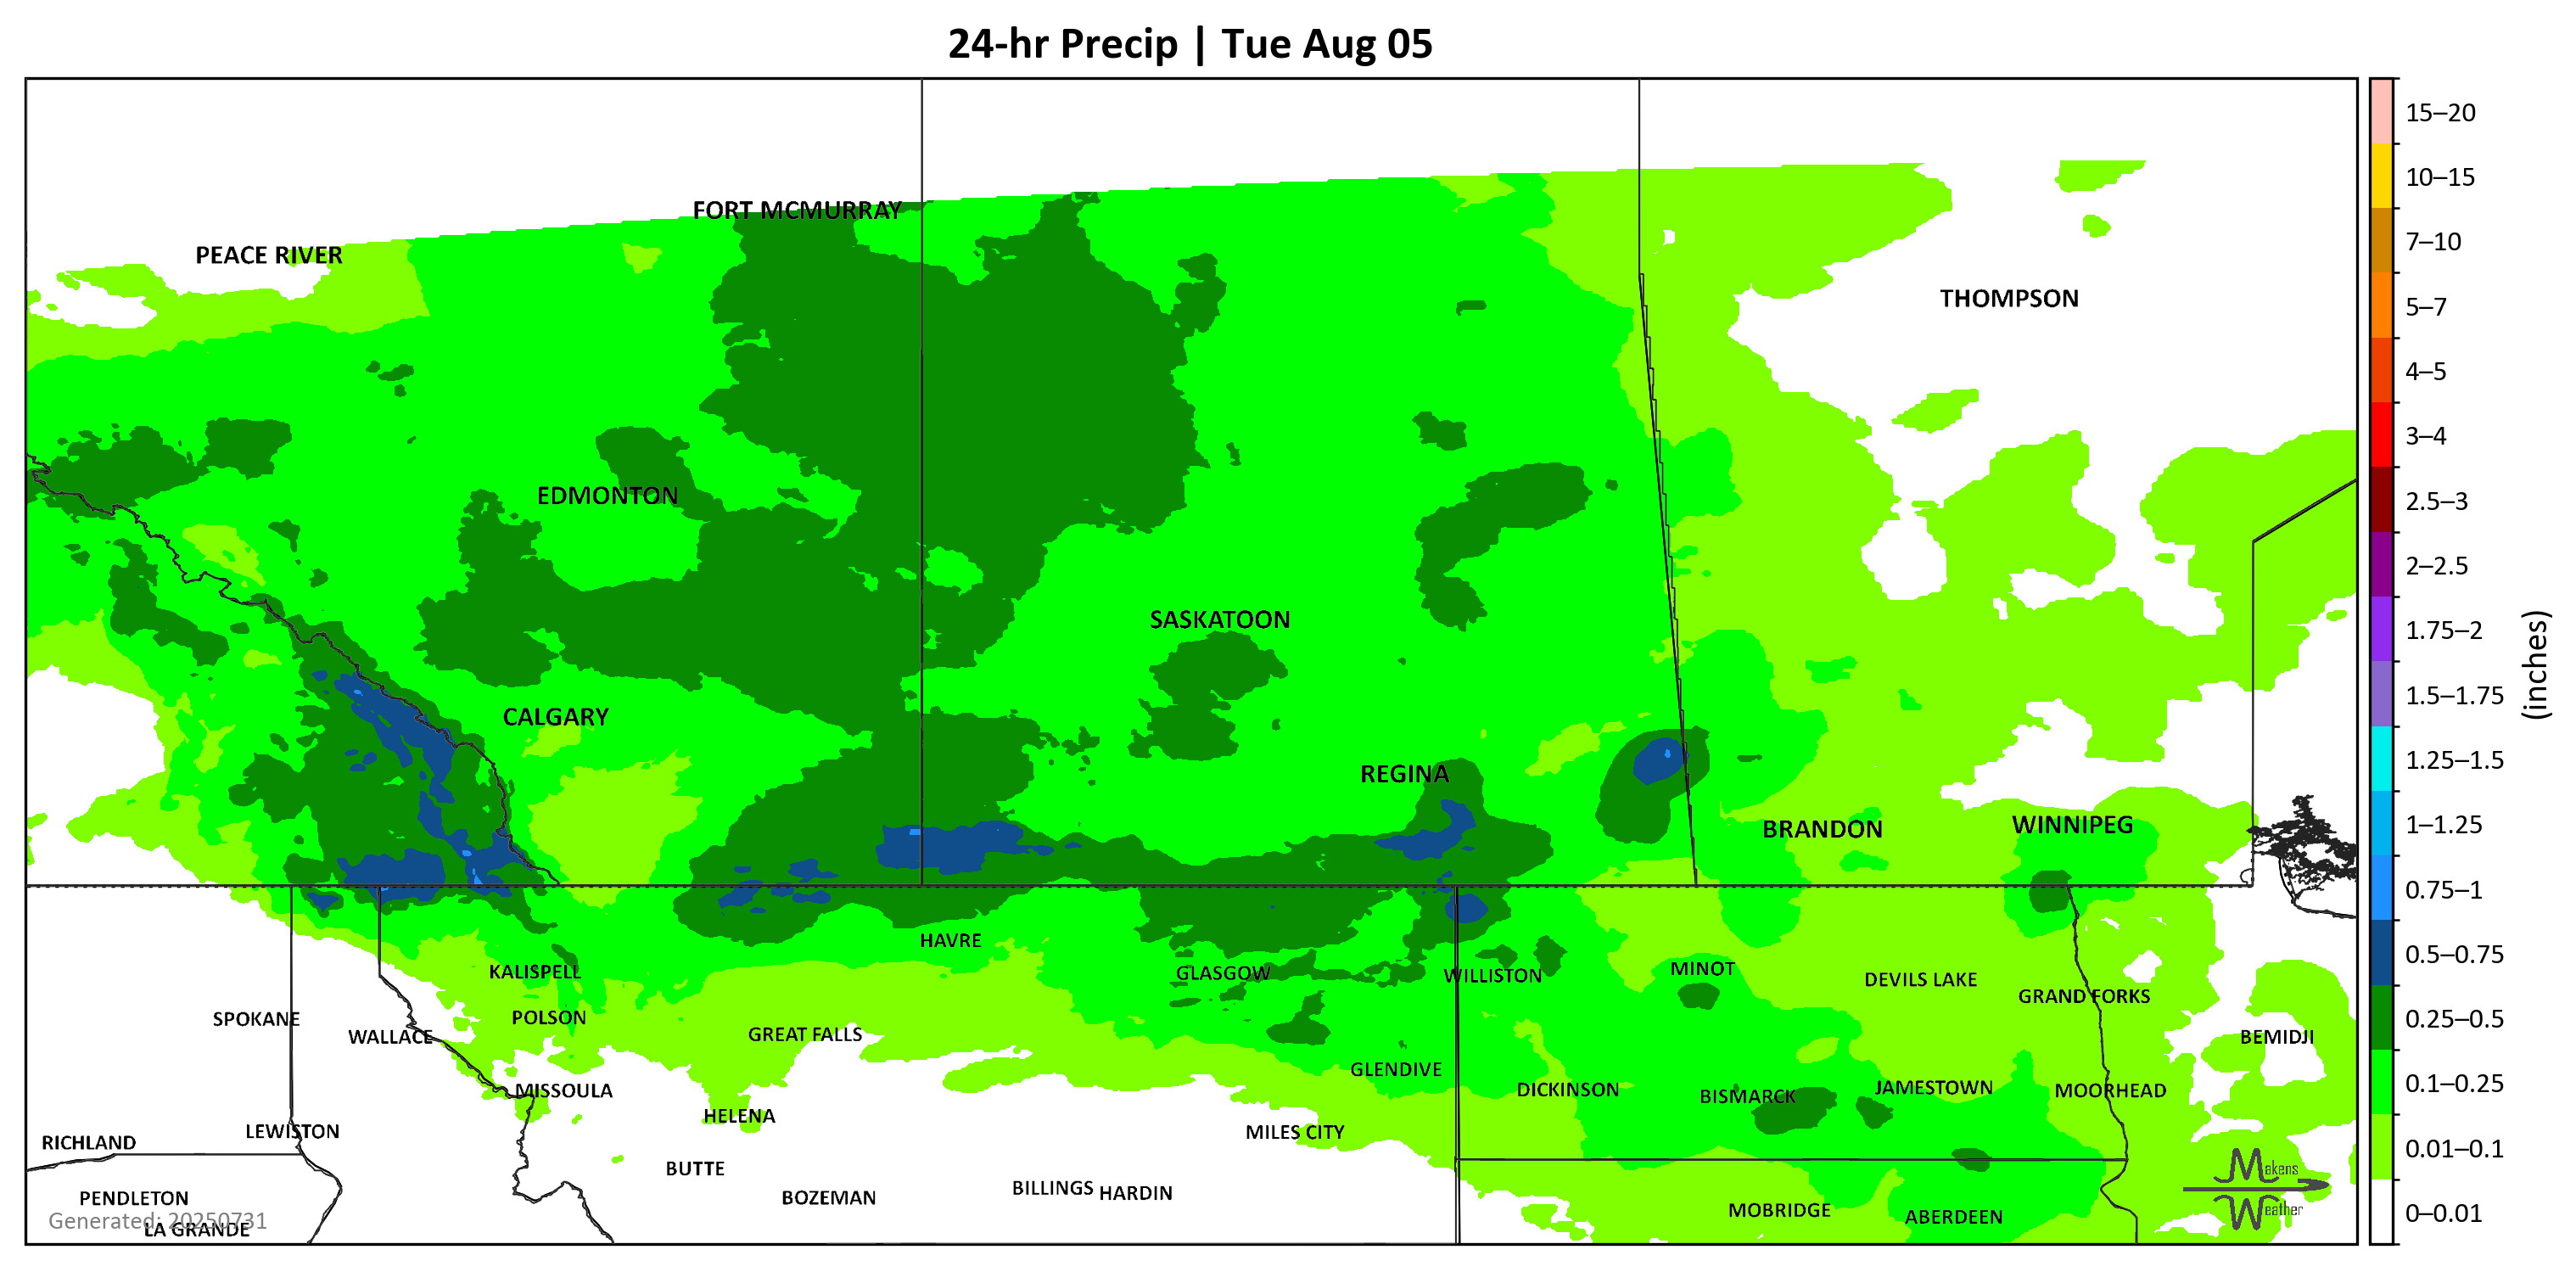 24-hr Precip | Tue Aug 05
FORT MCMURRAY
PEACE RIVER
THOMPSON
EDMONTON
SASKATOON
CALGARY
REGINA
BRANDON
WINNIPEG
HAVRE
KALISPELL
GLASGOW
WILLISTON
MINOT
DEVILS LAKE
GRAND FORKS
SPOKANE
POLSON
WALLACE
GREAT FALLS
BEMIDJI
GLENDIVE
MISSOULA
DICKINSON
BISMARCK
JAMESTOWN
MOORHEAD
HELENA
RICHLAND
LEWISTON
MILES CITY
BUTTE
PENDLETON
BOZEMAN
BILLINGS
HARDIN
MOBRIDGE
ABERDEEN
Generated: 20250731
LA GRANDE
Makens
Weather
15–20
10–15
7–10
5–7
4–5
3–4
2.5–3
2–2.5
1.75–2
1.5–1.75
1.25–1.5
1–1.25
0.75–1
0.5–0.75
0.25–0.5
0.1–0.25
0.01–0.1
0–0.01
(inches)